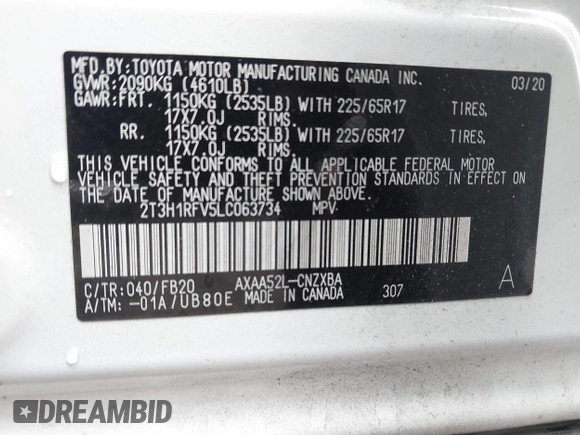 MFD. BY: TOYOTA MOTOR MANUFACTURING CANADA INC.
GVWR: 2090KG (4610LB) 03/20
GAWR: FRT. 1150KG (2535LB) WITH 225/65R17 TIRES,
17X7.0J RIMS.
RR. 1150KG (2535LB) WITH 225/65R17 TIRES,
17X7.0J RIMS.
THIS VEHICLE CONFORMS TO ALL APPLICABLE FEDERAL MOTOR
VEHICLE SAFETY AND THEFT PREVENTION STANDARDS IN EFFECT ON
THE DATE OF MANUFACTURE SHOWN ABOVE.
2T3H1RFV5LC063734 MPV
C/TR: 040/FB20 AXAA52L-CNZXBA A
A/TM: -01A/UB80E MADE IN CANADA 307
DREAMBID